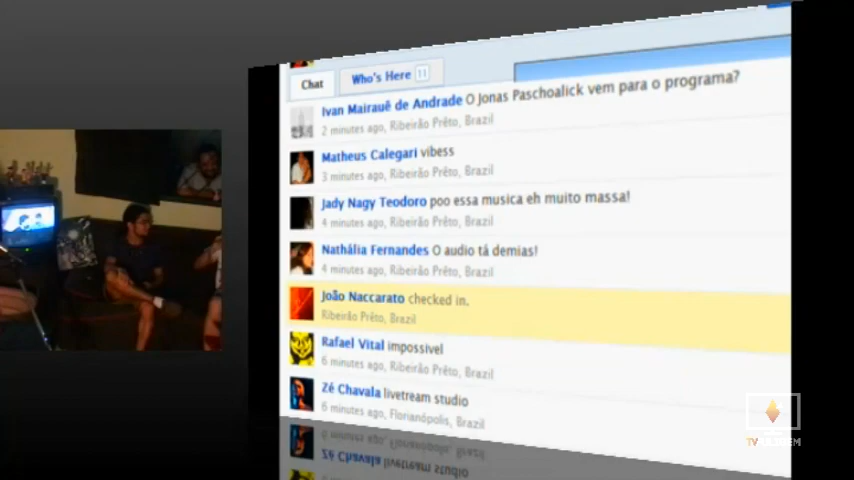 Chat
Who's Here 11
Ivan Mairauê de Andrade O Jonas Paschoalick vem para o programa?
2 minutes ago, Ribeirão Prêto, Brazil
Matheus Calegari vibess
3 minutes ago, Ribeirão Prêto, Brazil
Jady Nagy Teodoro poo essa musica eh muito massa!
4 minutes ago, Ribeirão Prêto, Brazil
Nathália Fernandes O audio tá demias!
4 minutes ago, Ribeirão Prêto, Brazil
João Naccarato checked in.
Ribeirão Prêto, Brazil
Rafael Vital impossivel
6 minutes ago, Ribeirão Prêto, Brazil
Zé Chavala livetream studio
6 minutes ago, Florianópolis, Brazil